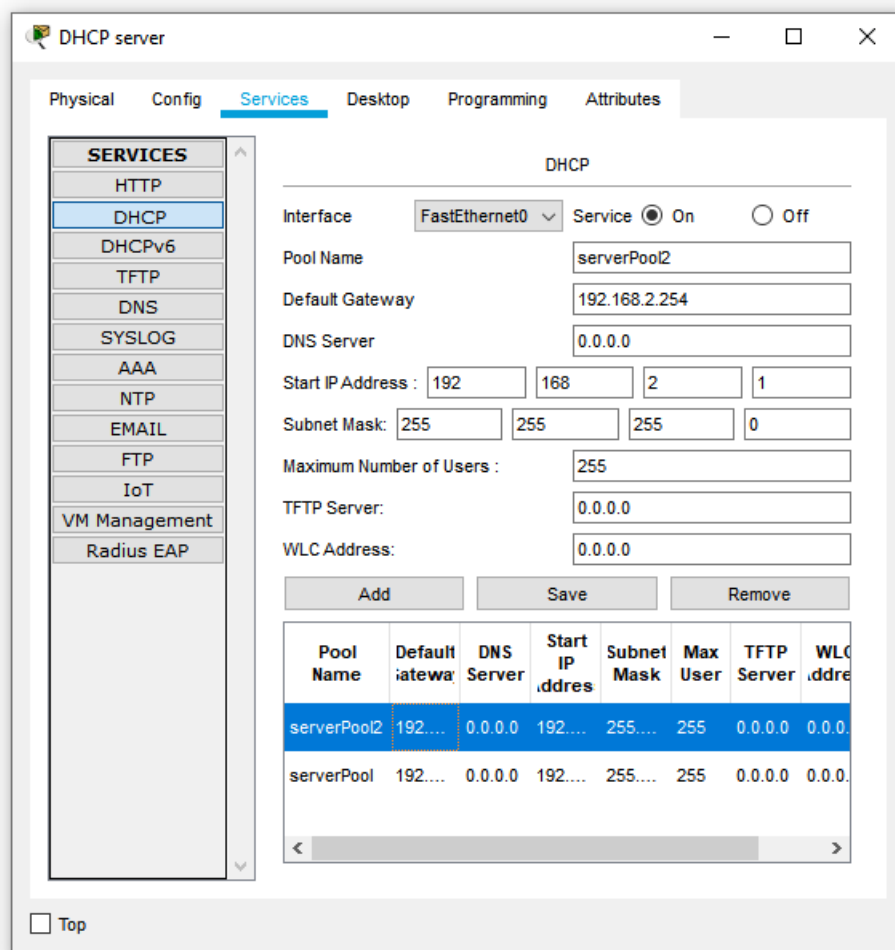 DHCP server
Physical Config Services Desktop Programming Attributes
SERVICES
HTTP
DHCP
DHCPv6
TFTP
DNS
SYSLOG
AAA
NTP
EMAIL
FTP
IoT
VM Management
Radius EAP
DHCP
Interface FastEthernet0 Service On Off
Pool Name serverPool2
Default Gateway 192.168.2.254
DNS Server 0.0.0.0
Start IP Address : 192 168 2 1
Subnet Mask: 255 255 255 0
Maximum Number of Users : 255
TFTP Server: 0.0.0.0
WLC Address: 0.0.0.0
Add Save Remove
Pool Name Default Gateway DNS Server Start IP Address Subnet Mask Max User TFTP Server WLC Addre
serverPool2 192.... 0.0.0.0 192.... 255.... 255 0.0.0.0 0.0.0.
serverPool 192.... 0.0.0.0 192.... 255.... 255 0.0.0.0 0.0.0.
Top